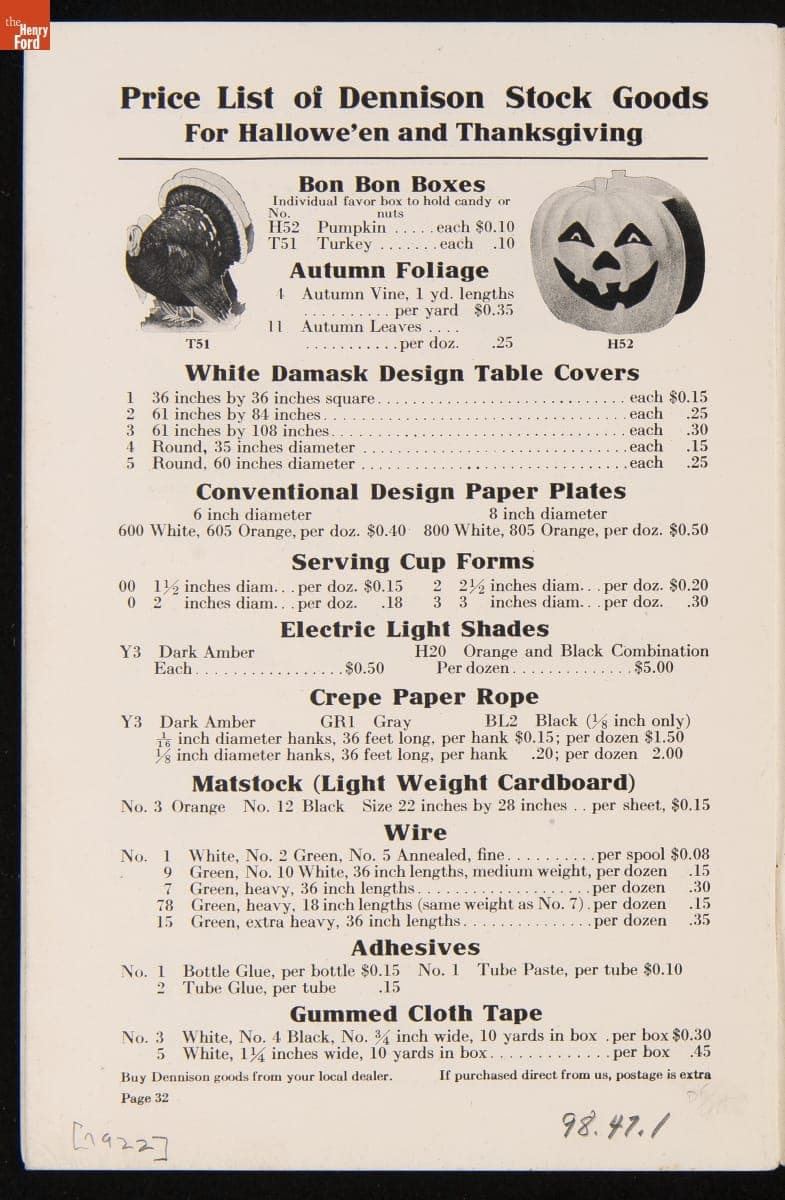 the
Henry
Ford
Price List of Dennison Stock Goods
For Hallowe'en and Thanksgiving
Bon Bon Boxes
Individual favor box to hold candy or
No. nuts
H52 Pumpkin ..... each $0.10
T51 Turkey ....... each .10
Autumn Foliage
4 Autumn Vine, 1 yd. lengths
.......... per yard $0.35
11 Autumn Leaves ....
........... per doz. .25
T51
H52
White Damask Design Table Covers
1 36 inches by 36 inches square ............................ each $0.15
2 61 inches by 84 inches .................................. each .25
3 61 inches by 108 inches ................................. each .30
4 Round, 35 inches diameter .............................. each .15
5 Round, 60 inches diameter .............................. each .25
Conventional Design Paper Plates
6 inch diameter 8 inch diameter
600 White, 605 Orange, per doz. $0.40 800 White, 805 Orange, per doz. $0.50
Serving Cup Forms
00 1½ inches diam... per doz. $0.15 2 2½ inches diam... per doz. $0.20
0 2 inches diam... per doz. .18 3 3 inches diam... per doz. .30
Electric Light Shades
Y3 Dark Amber H20 Orange and Black Combination
Each ................. $0.50 Per dozen .............. $5.00
Crepe Paper Rope
Y3 Dark Amber GR1 Gray BL2 Black (⅛ inch only)
1/16 inch diameter hanks, 36 feet long, per hank $0.15; per dozen $1.50
⅛ inch diameter hanks, 36 feet long, per hank .20; per dozen 2.00
Matstock (Light Weight Cardboard)
No. 3 Orange No. 12 Black Size 22 inches by 28 inches .. per sheet, $0.15
Wire
No. 1 White, No. 2 Green, No. 5 Annealed, fine .......... per spool $0.08
9 Green, No. 10 White, 36 inch lengths, medium weight, per dozen .15
7 Green, heavy, 36 inch lengths ................... per dozen .30
78 Green, heavy, 18 inch lengths (same weight as No. 7) . per dozen .15
15 Green, extra heavy, 36 inch lengths .............. per dozen .35
Adhesives
No. 1 Bottle Glue, per bottle $0.15 No. 1 Tube Paste, per tube $0.10
2 Tube Glue, per tube .15
Gummed Cloth Tape
No. 3 White, No. 4 Black, No. ¾ inch wide, 10 yards in box . per box $0.30
5 White, 1¼ inches wide, 10 yards in box ............. per box .45
Buy Dennison goods from your local dealer. If purchased direct from us, postage is extra
Page 32
[1922]
98.47.1